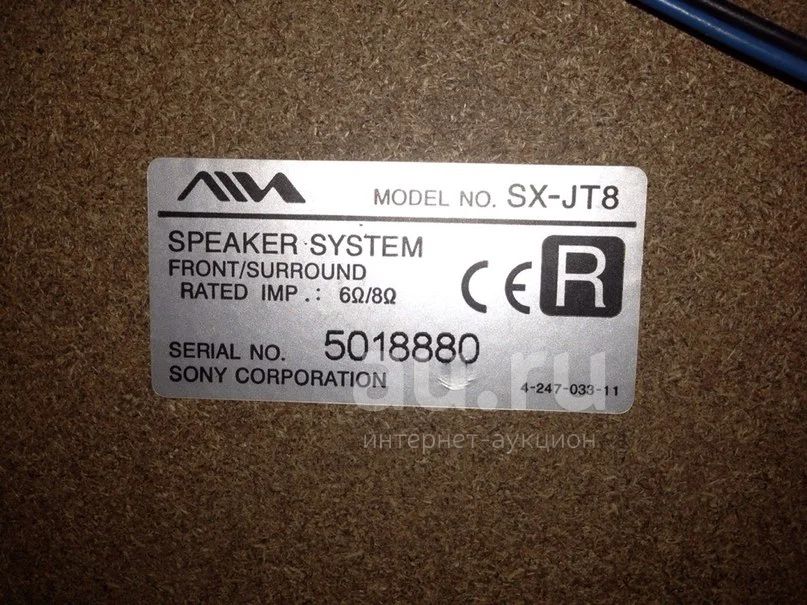 AIWA
MODEL NO. SX-JT8
SPEAKER SYSTEM
FRONT/SURROUND
RATED IMP.: 6Ω/8Ω
CE R
SERIAL NO. 5018880
SONY CORPORATION
4-247-033-11
au.ru
интернет-аукцион